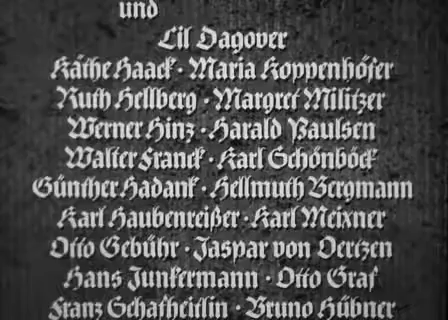 und
Lil Dagover
Käthe Haack · Maria Koppenhöfer
Ruth Hellberg · Margret Militzer
Werner Hinz · Harald Paulsen
Walter Franck · Karl Schönböck
Günther Hadank · Hellmuth Bergmann
Karl Haubenreißer · Karl Meixner
Otto Gebühr · Jaspar von Oertzen
Hans Junkermann · Otto Graf
Franz Schafheitlin · Bruno Hübner